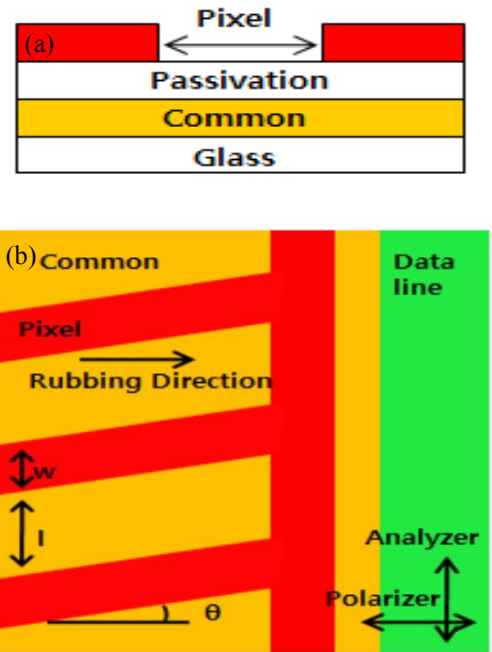 Pixel
(a)
Passivation
Common
Glass
(b) Common
Data
line
Pixel
Rubbing Direction
w
l
Analyzer
Polarizer
θ